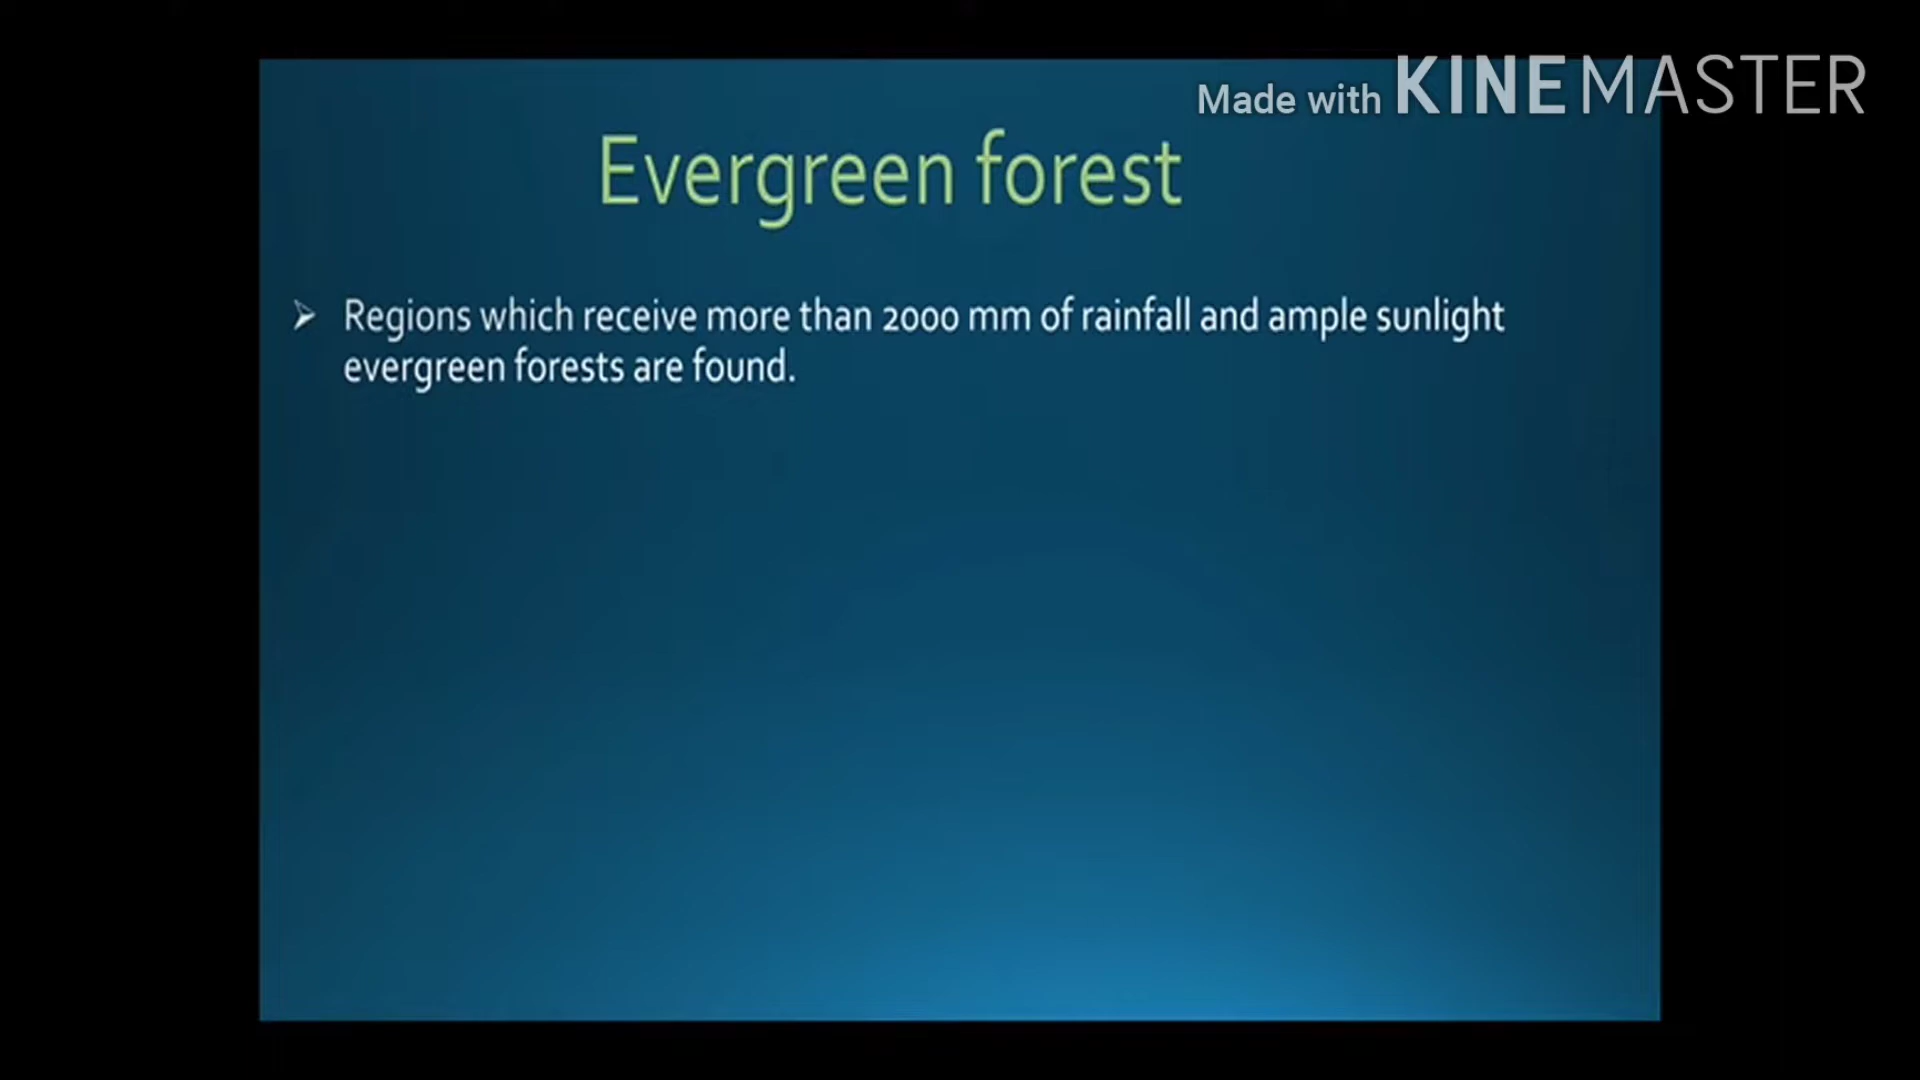 Made with KINEMASTER
Evergreen forest
➢ Regions which receive more than 2000 mm of rainfall and ample sunlight
evergreen forests are found.